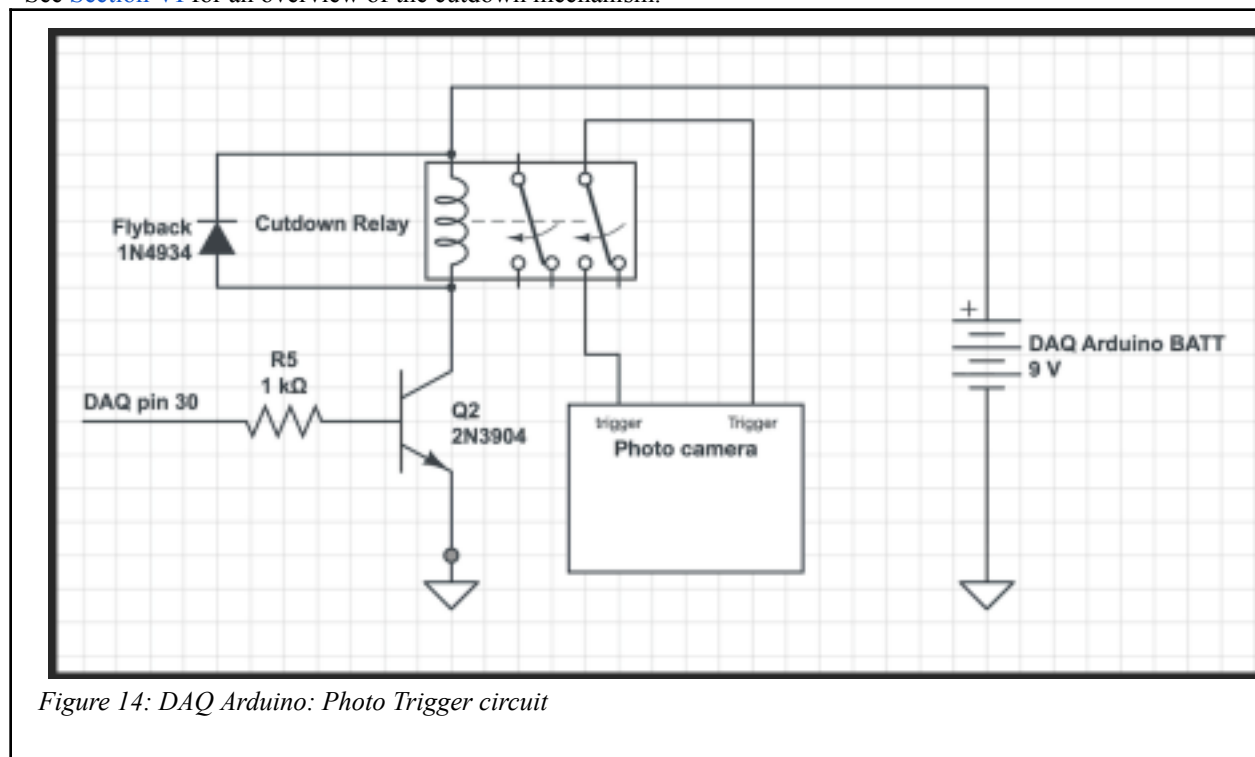 See Section VI for an overview of the cutdown mechanism.
Flyback
1N4934
Cutdown Relay
+
DAQ Arduino BATT
9 V
R5
1 kΩ
DAQ pin 30
Q2
2N3904
trigger
Trigger
Photo camera
Figure 14: DAQ Arduino: Photo Trigger circuit